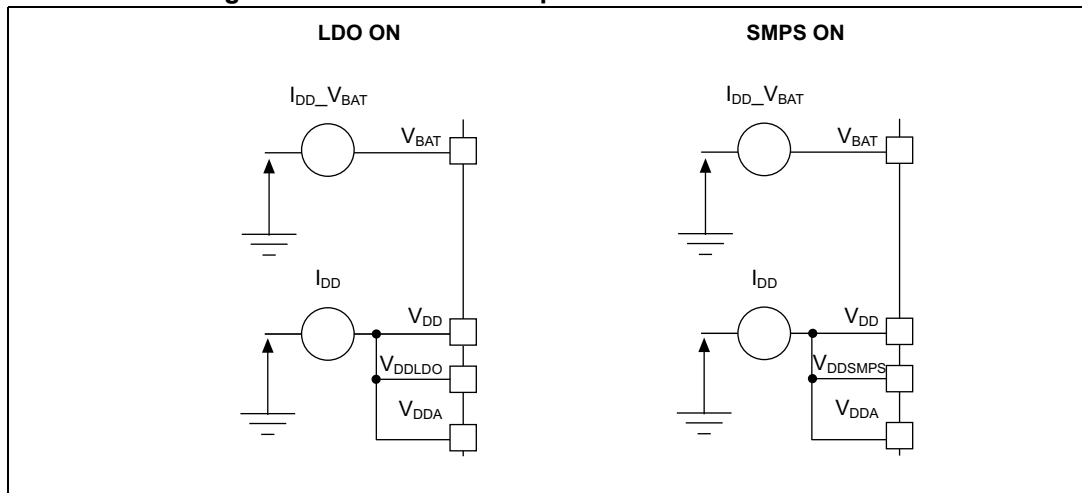 LDO ON
I_DD_V_BAT
V_BAT
I_DD
V_DD
V_DDLDO
V_DDA
SMPS ON
I_DD_V_BAT
V_BAT
I_DD
V_DD
V_DDSMPS
V_DDA